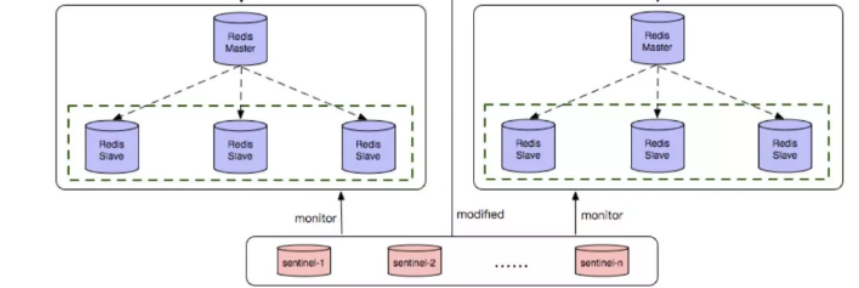 Redis
Master
Redis
Master
Redis
Slave
Redis
Slave
Redis
Slave
Redis
Slave
Redis
Slave
Redis
Slave
monitor
modified
monitor
sentinel-1
sentinel-2
......
sentinel-n